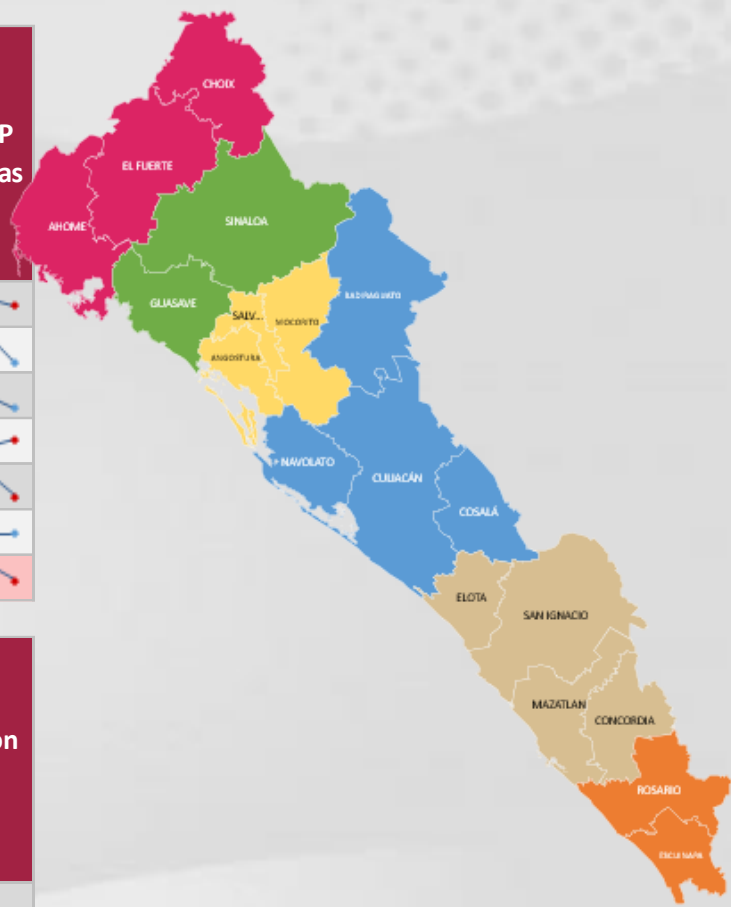 P
as
on
CHOIX
EL FUERTE
AHOME
SINALOA
GUASAVE
SALV...
MOCORITO
BADIRAGUATO
ANGOSTURA
NAVOLATO
CULIACÁN
COSALÁ
ELOTA
SAN IGNACIO
MAZATLAN
CONCORDIA
ROSARIO
ESCUINAPA